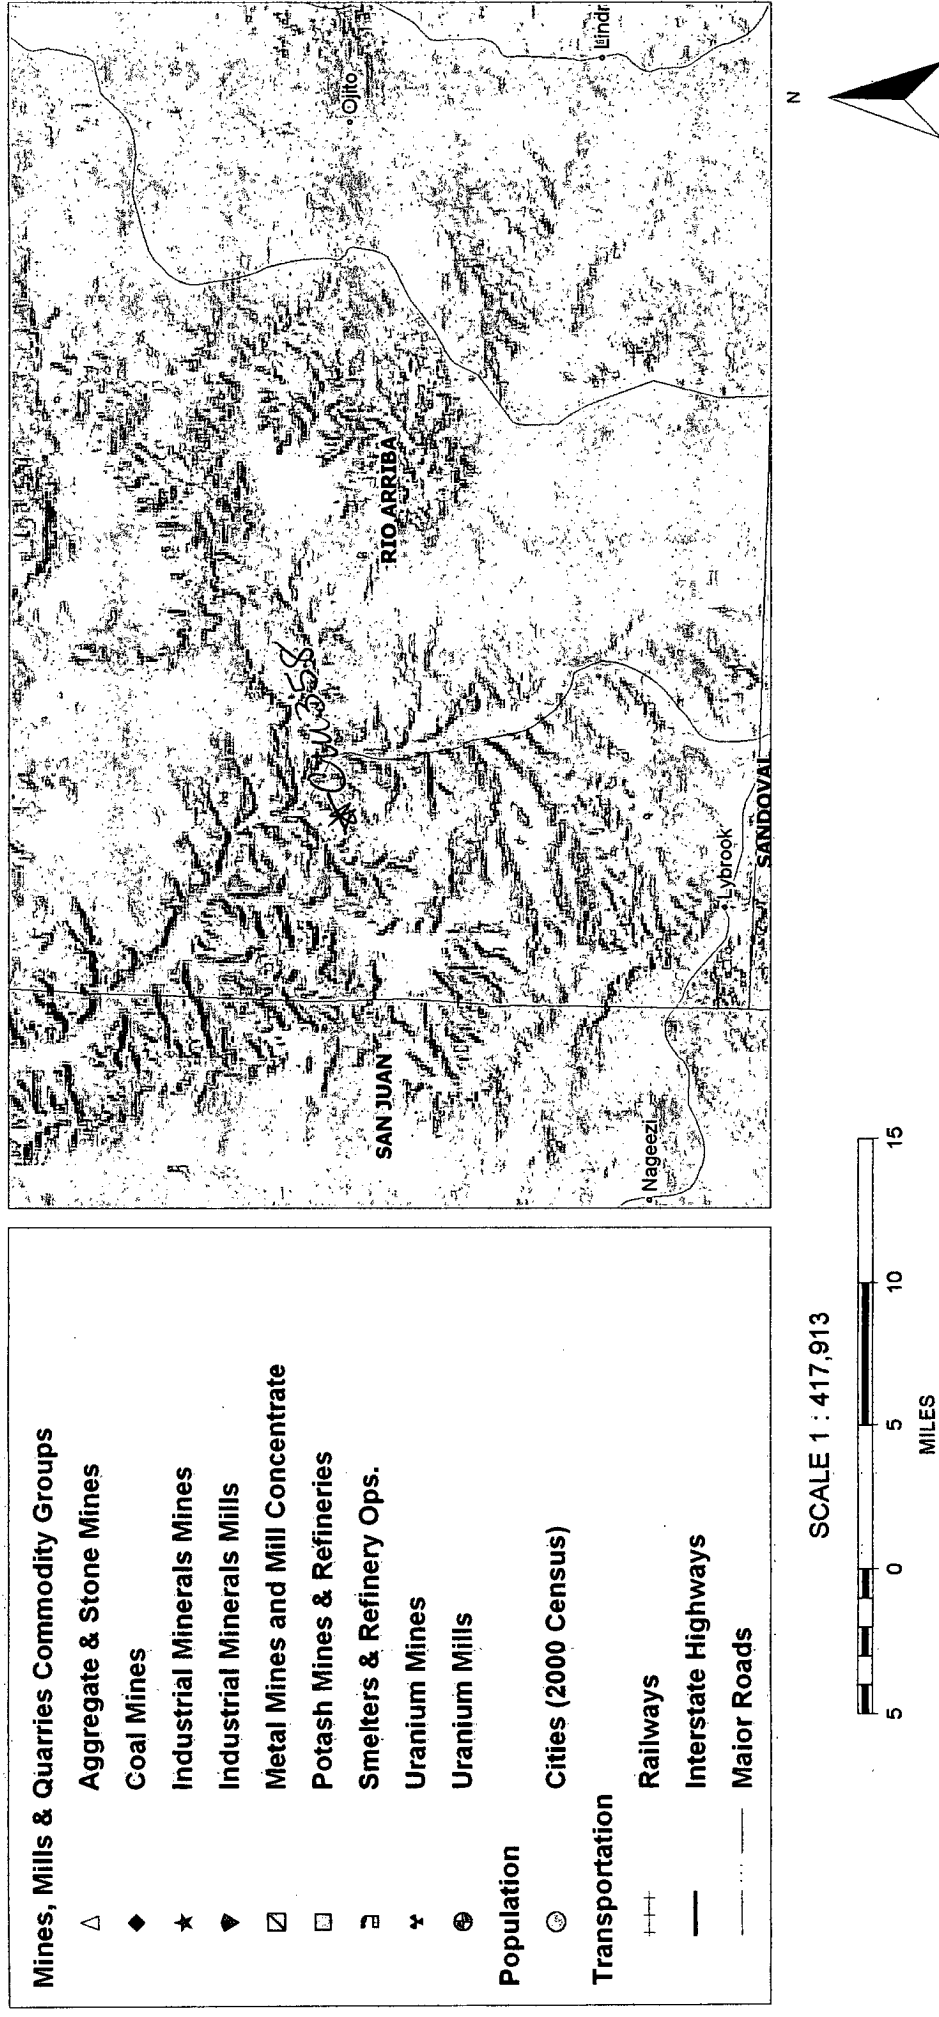 Mines, Mills & Quarries Commodity Groups
Aggregate & Stone Mines
Coal Mines
Industrial Minerals Mines
Industrial Minerals Mills
Metal Mines and Mill Concentrate
Potash Mines & Refineries
Smelters & Refinery Ops.
Uranium Mines
Uranium Mills
Population
Cities (2000 Census)
Transportation
Railways
Interstate Highways
Major Roads
SAN JUAN
Nageezi
Lybrook
SANDOVAL
358
RIO ARRIBA
Ojito
Lindr
N
SCALE 1 : 417,913
5 0 5 10 15
MILES